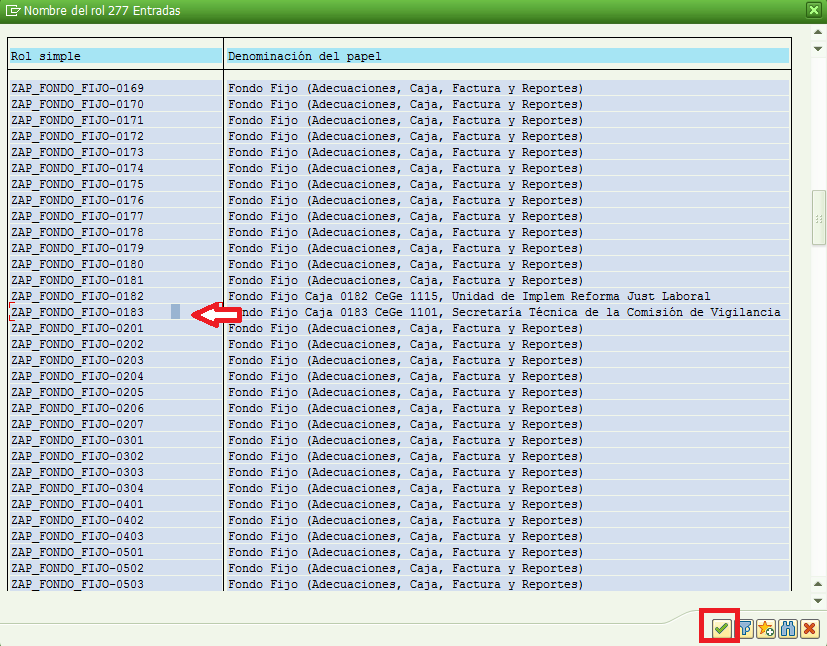 Nombre del rol 277 Entradas
Rol simple Denominación del papel
ZAP_FONDO_FIJO-0169 Fondo Fijo (Adecuaciones, Caja, Factura y Reportes)
ZAP_FONDO_FIJO-0170 Fondo Fijo (Adecuaciones, Caja, Factura y Reportes)
ZAP_FONDO_FIJO-0171 Fondo Fijo (Adecuaciones, Caja, Factura y Reportes)
ZAP_FONDO_FIJO-0172 Fondo Fijo (Adecuaciones, Caja, Factura y Reportes)
ZAP_FONDO_FIJO-0173 Fondo Fijo (Adecuaciones, Caja, Factura y Reportes)
ZAP_FONDO_FIJO-0174 Fondo Fijo (Adecuaciones, Caja, Factura y Reportes)
ZAP_FONDO_FIJO-0175 Fondo Fijo (Adecuaciones, Caja, Factura y Reportes)
ZAP_FONDO_FIJO-0176 Fondo Fijo (Adecuaciones, Caja, Factura y Reportes)
ZAP_FONDO_FIJO-0177 Fondo Fijo (Adecuaciones, Caja, Factura y Reportes)
ZAP_FONDO_FIJO-0178 Fondo Fijo (Adecuaciones, Caja, Factura y Reportes)
ZAP_FONDO_FIJO-0179 Fondo Fijo (Adecuaciones, Caja, Factura y Reportes)
ZAP_FONDO_FIJO-0180 Fondo Fijo (Adecuaciones, Caja, Factura y Reportes)
ZAP_FONDO_FIJO-0181 Fondo Fijo (Adecuaciones, Caja, Factura y Reportes)
ZAP_FONDO_FIJO-0182 Fondo Fijo Caja 0182 CeGe 1115, Unidad de Implem Reforma Just Laboral
ZAP_FONDO_FIJO-0183 Fondo Fijo Caja 0183 CeGe 1101, Secretaría Técnica de la Comisión de Vigilancia
ZAP_FONDO_FIJO-0201 Fondo Fijo (Adecuaciones, Caja, Factura y Reportes)
ZAP_FONDO_FIJO-0202 Fondo Fijo (Adecuaciones, Caja, Factura y Reportes)
ZAP_FONDO_FIJO-0203 Fondo Fijo (Adecuaciones, Caja, Factura y Reportes)
ZAP_FONDO_FIJO-0204 Fondo Fijo (Adecuaciones, Caja, Factura y Reportes)
ZAP_FONDO_FIJO-0205 Fondo Fijo (Adecuaciones, Caja, Factura y Reportes)
ZAP_FONDO_FIJO-0206 Fondo Fijo (Adecuaciones, Caja, Factura y Reportes)
ZAP_FONDO_FIJO-0207 Fondo Fijo (Adecuaciones, Caja, Factura y Reportes)
ZAP_FONDO_FIJO-0301 Fondo Fijo (Adecuaciones, Caja, Factura y Reportes)
ZAP_FONDO_FIJO-0302 Fondo Fijo (Adecuaciones, Caja, Factura y Reportes)
ZAP_FONDO_FIJO-0303 Fondo Fijo (Adecuaciones, Caja, Factura y Reportes)
ZAP_FONDO_FIJO-0304 Fondo Fijo (Adecuaciones, Caja, Factura y Reportes)
ZAP_FONDO_FIJO-0401 Fondo Fijo (Adecuaciones, Caja, Factura y Reportes)
ZAP_FONDO_FIJO-0402 Fondo Fijo (Adecuaciones, Caja, Factura y Reportes)
ZAP_FONDO_FIJO-0403 Fondo Fijo (Adecuaciones, Caja, Factura y Reportes)
ZAP_FONDO_FIJO-0501 Fondo Fijo (Adecuaciones, Caja, Factura y Reportes)
ZAP_FONDO_FIJO-0502 Fondo Fijo (Adecuaciones, Caja, Factura y Reportes)
ZAP_FONDO_FIJO-0503 Fondo Fijo (Adecuaciones, Caja, Factura y Reportes)